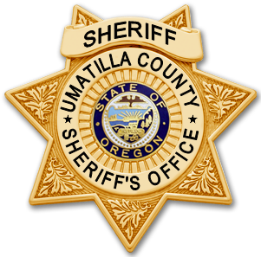 SHERIFF
UMATILLA COUNTY
STATE OF
OREGON
SHERIFF'S OFFICE